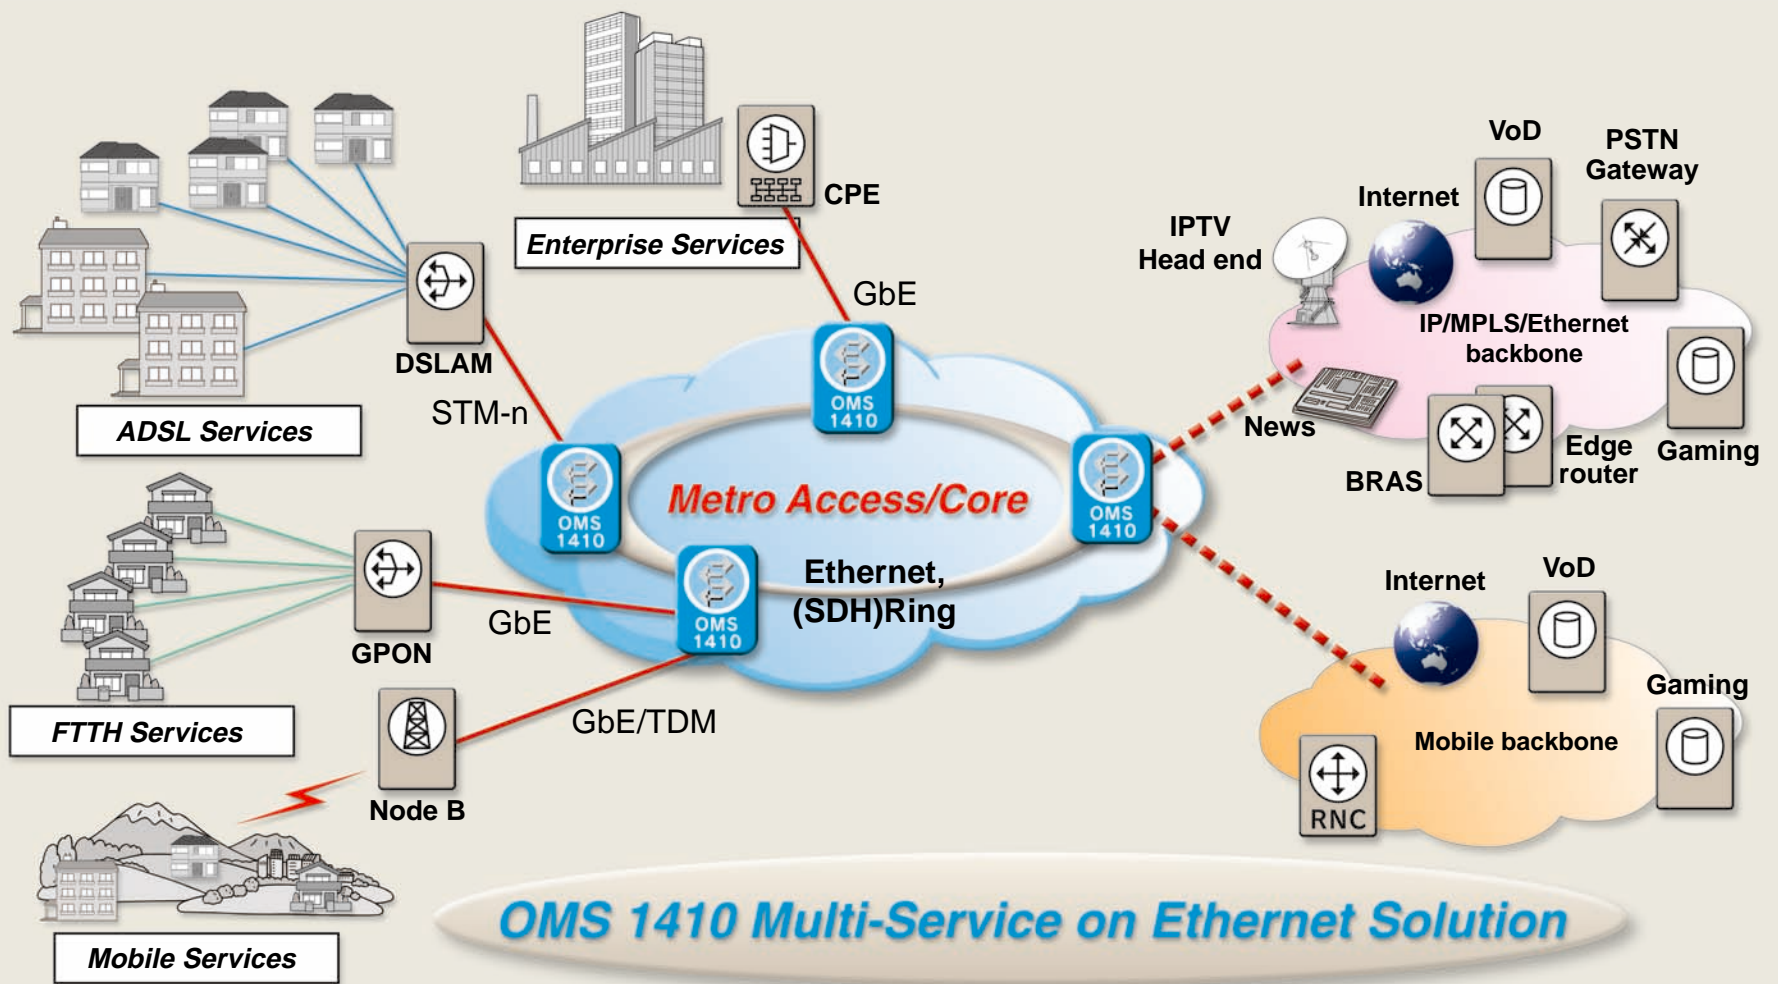 CPE
Enterprise Services
GbE
DSLAM
STM-n
ADSL Services
OMS
1410
OMS
1410
OMS
1410
OMS
1410
Metro Access/Core
Ethernet,
(SDH)Ring
GPON
GbE
FTTH Services
GbE/TDM
Node B
Mobile Services
VoD
PSTN
Gateway
Internet
IPTV
Head end
IP/MPLS/Ethernet
backbone
News
BRAS
Edge
router
Gaming
Internet
VoD
Gaming
Mobile backbone
RNC
OMS 1410 Multi-Service on Ethernet Solution